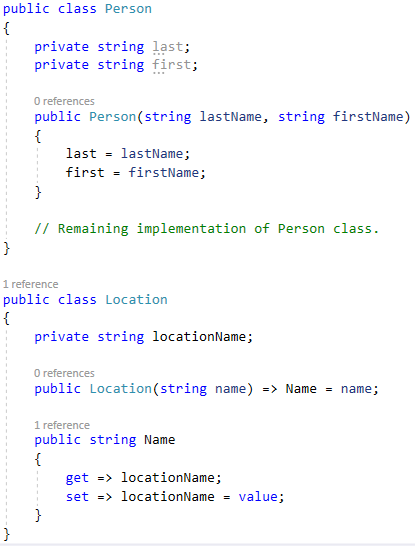 public class Person
{
    private string last;
    private string first;
    0 references
    public Person(string lastName, string firstName)
    {
        last = lastName;
        first = firstName;
    }
    // Remaining implementation of Person class.
}
1 reference
public class Location
{
    private string locationName;
    0 references
    public Location(string name) => Name = name;
    1 reference
    public string Name
    {
        get => locationName;
        set => locationName = value;
    }
}